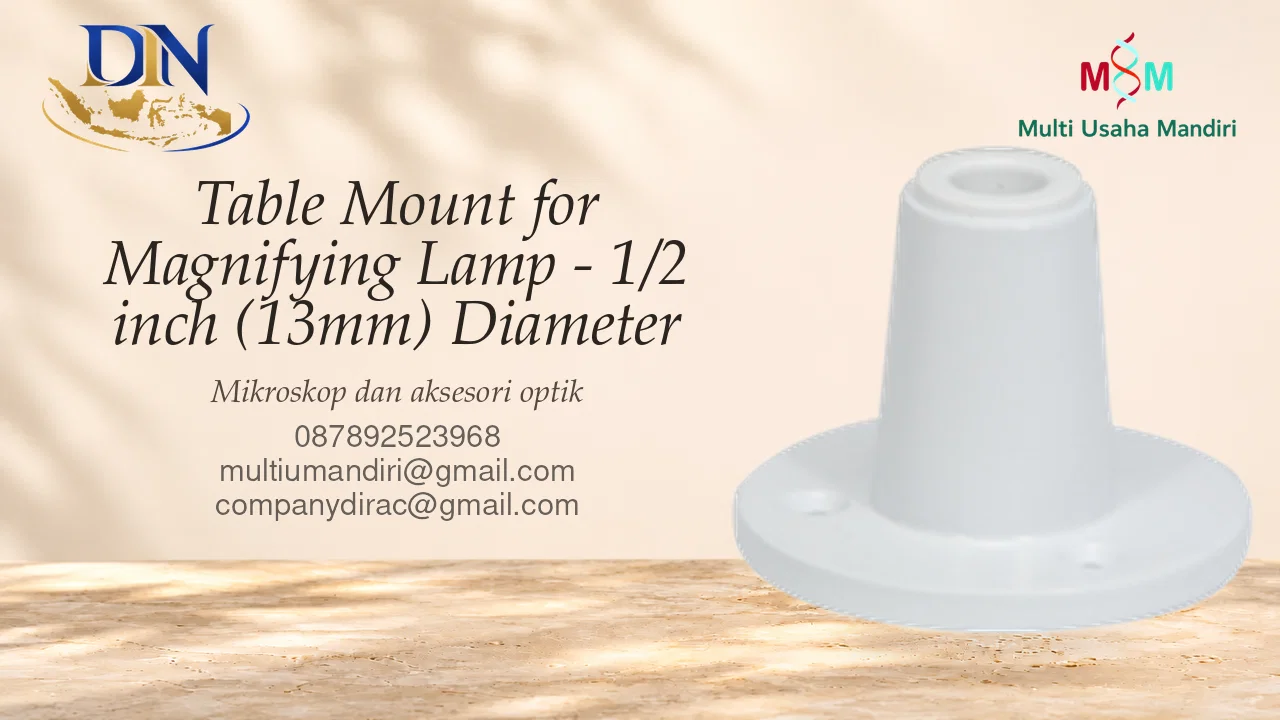 DIN
MSM
Multi Usaha Mandiri
Table Mount for
Magnifying Lamp - 1/2
inch (13mm) Diameter
Mikroskop dan aksesori optik
087892523968
multiumandiri@gmail.com
companydirac@gmail.com